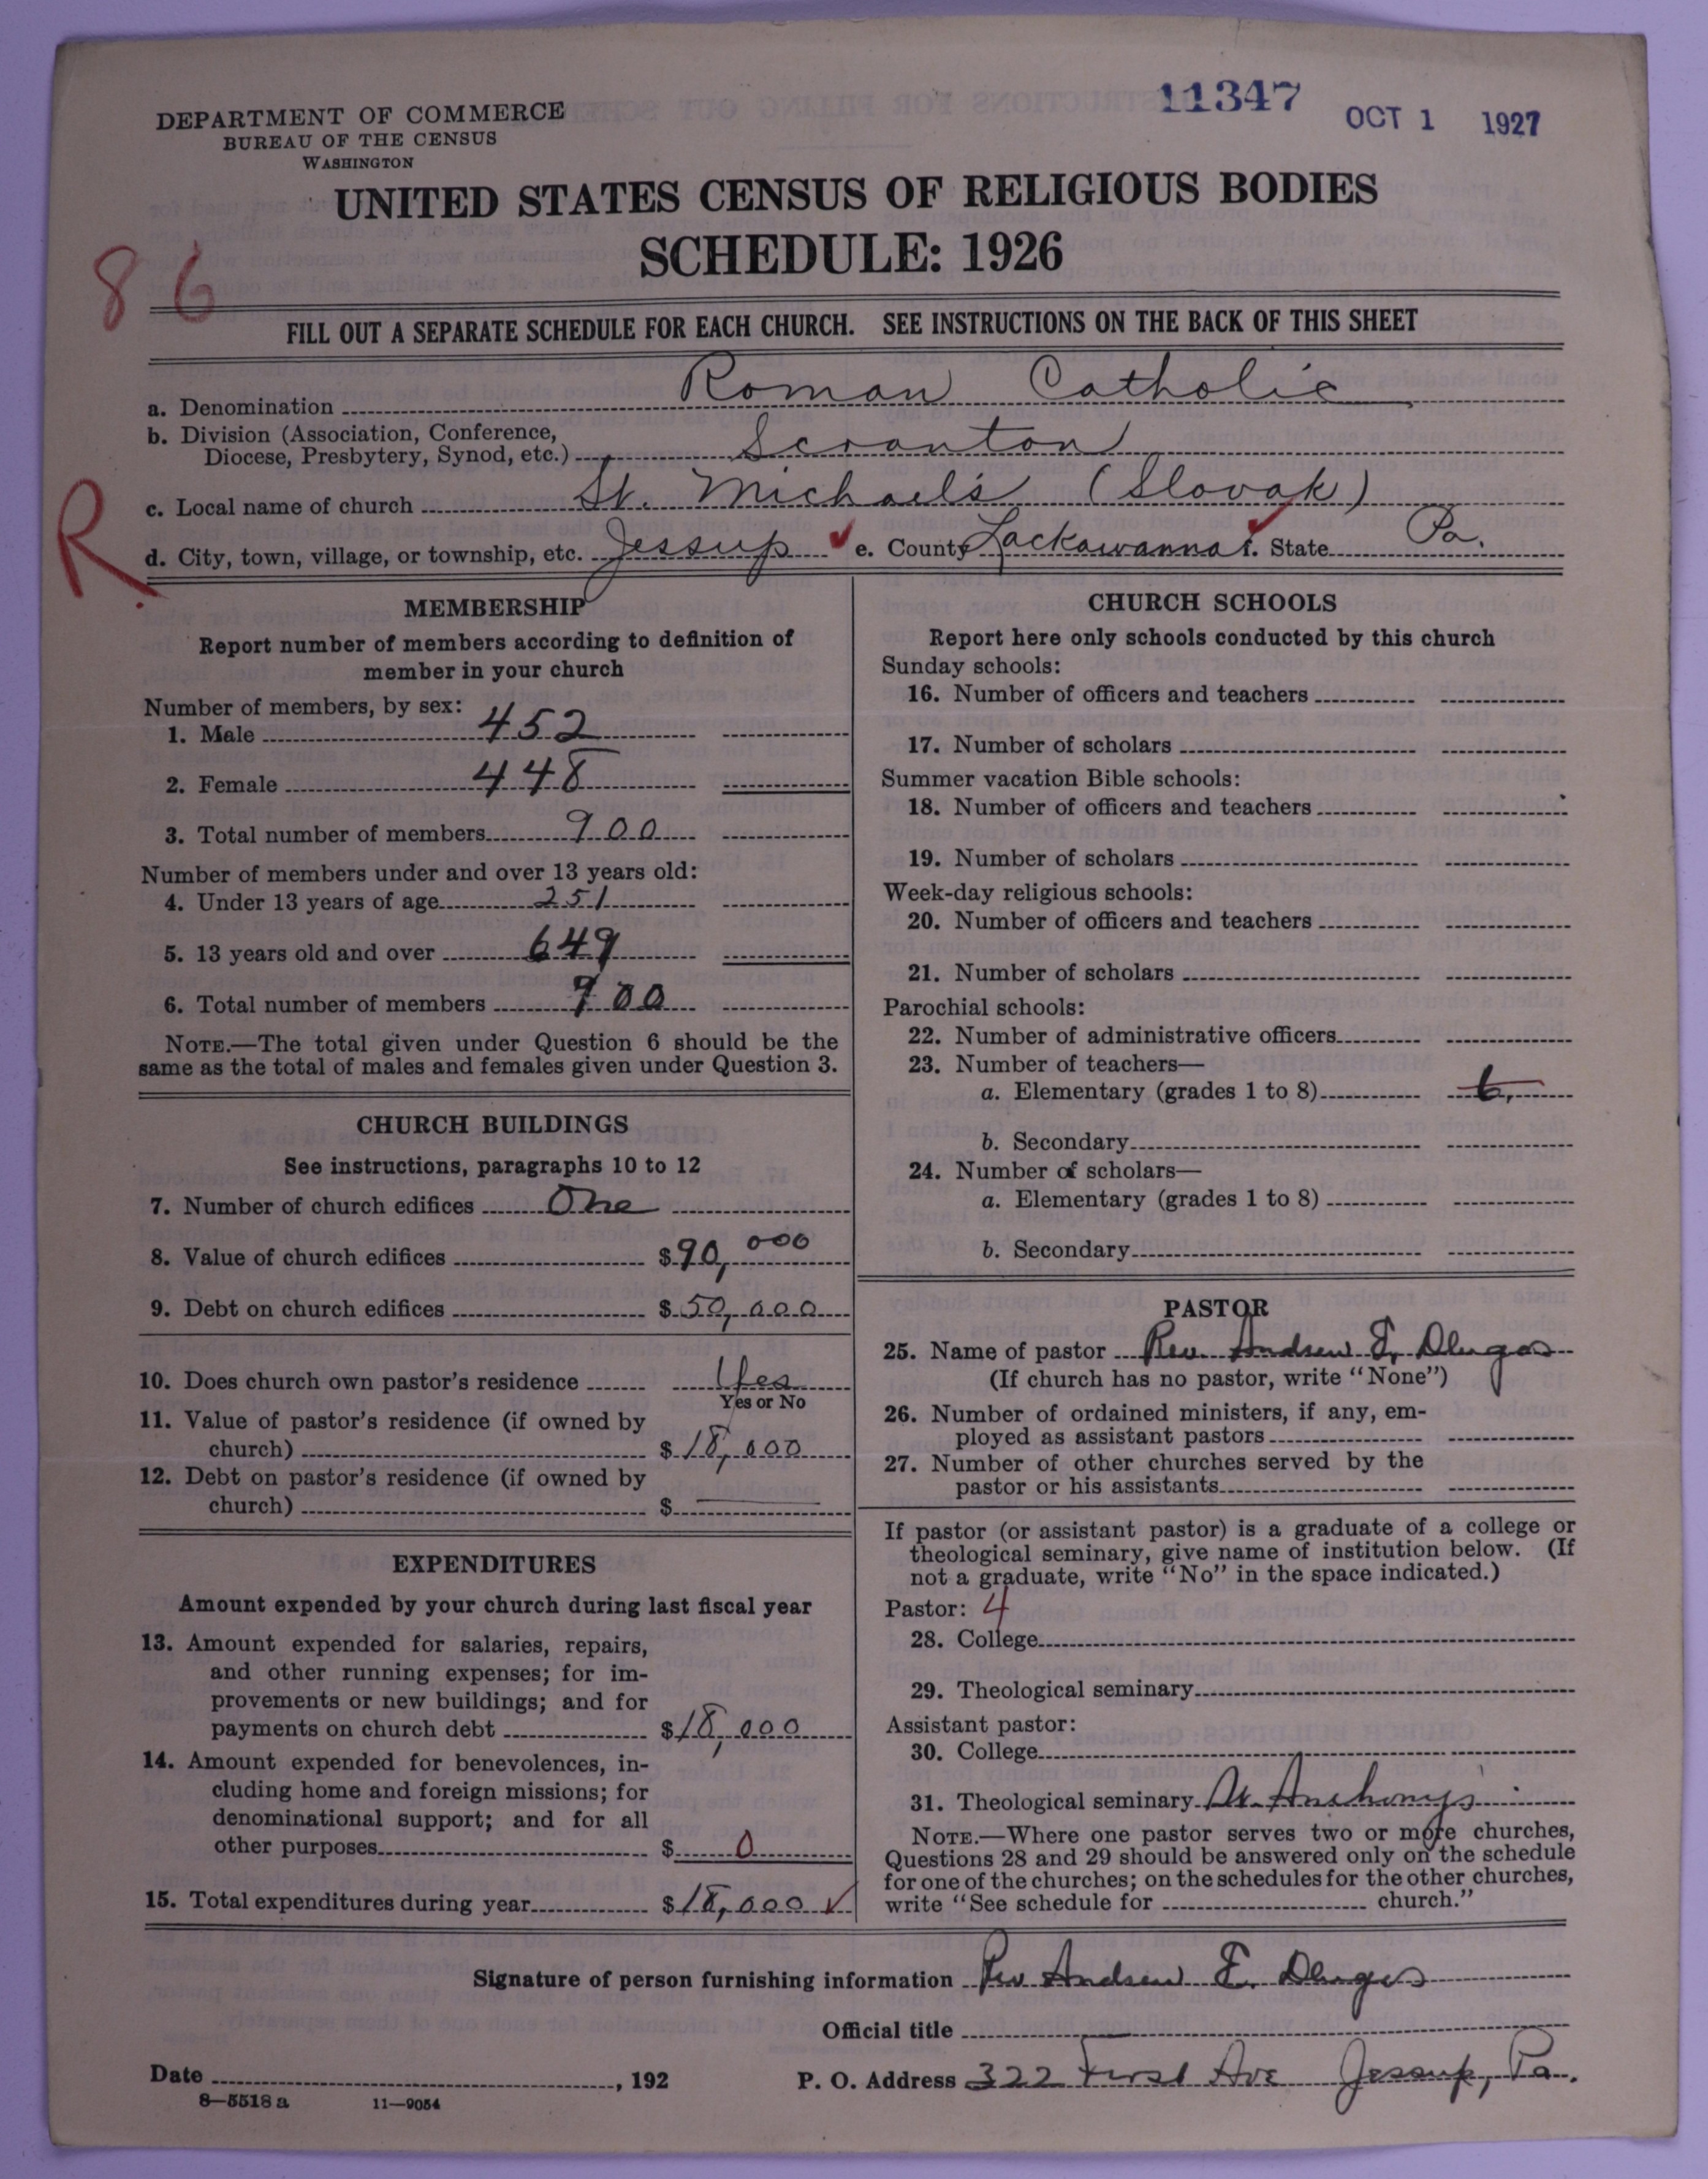 11347 OCT 1 1927
DEPARTMENT OF COMMERCE
BUREAU OF THE CENSUS
WASHINGTON
UNITED STATES CENSUS OF RELIGIOUS BODIES
SCHEDULE: 1926
86
FILL OUT A SEPARATE SCHEDULE FOR EACH CHURCH. SEE INSTRUCTIONS ON THE BACK OF THIS SHEET
a. Denomination Roman Catholic
b. Division (Association, Conference,
Diocese, Presbytery, Synod, etc.) Scranton
R
c. Local name of church St. Michael's (Slovak)
d. City, town, village, or township, etc. Jessup ✓ e. County Lackawanna ✓ f. State Pa.
MEMBERSHIP
Report number of members according to definition of
member in your church
Number of members, by sex:
1. Male 452
2. Female 448
3. Total number of members 900
Number of members under and over 13 years old:
4. Under 13 years of age 251
5. 13 years old and over 649
6. Total number of members 900
NOTE.—The total given under Question 6 should be the
same as the total of males and females given under Question 3.
CHURCH BUILDINGS
See instructions, paragraphs 10 to 12
7. Number of church edifices One
8. Value of church edifices $90,000
9. Debt on church edifices $50,000
10. Does church own pastor's residence Yes
Yes or No
11. Value of pastor's residence (if owned by
church) $18,000
12. Debt on pastor's residence (if owned by
church) $ —
EXPENDITURES
Amount expended by your church during last fiscal year
13. Amount expended for salaries, repairs,
and other running expenses; for im-
provements or new buildings; and for
payments on church debt $18,000
14. Amount expended for benevolences, in-
cluding home and foreign missions; for
denominational support; and for all
other purposes $ 0
15. Total expenditures during year $18,000 ✓
CHURCH SCHOOLS
Report here only schools conducted by this church
Sunday schools:
16. Number of officers and teachers
17. Number of scholars
Summer vacation Bible schools:
18. Number of officers and teachers
19. Number of scholars
Week-day religious schools:
20. Number of officers and teachers
21. Number of scholars
Parochial schools:
22. Number of administrative officers
23. Number of teachers—
a. Elementary (grades 1 to 8)
b. Secondary
24. Number of scholars—
a. Elementary (grades 1 to 8)
b. Secondary
PASTOR
25. Name of pastor Rev. Andrew E. Dlugos
(If church has no pastor, write "None")
26. Number of ordained ministers, if any, em-
ployed as assistant pastors
27. Number of other churches served by the
pastor or his assistants
If pastor (or assistant pastor) is a graduate of a college or
theological seminary, give name of institution below. (If
not a graduate, write "No" in the space indicated.)
Pastor: 4
28. College
29. Theological seminary
Assistant pastor:
30. College
31. Theological seminary St. Anthony's
NOTE.—Where one pastor serves two or more churches,
Questions 28 and 29 should be answered only on the schedule
for one of the churches; on the schedules for the other churches,
write "See schedule for church."
Signature of person furnishing information Rev Andrew E. Dlugos
Official title
Date , 192 P. O. Address 322 First Ave Jessup, Pa.
8—5518 a 11—9054